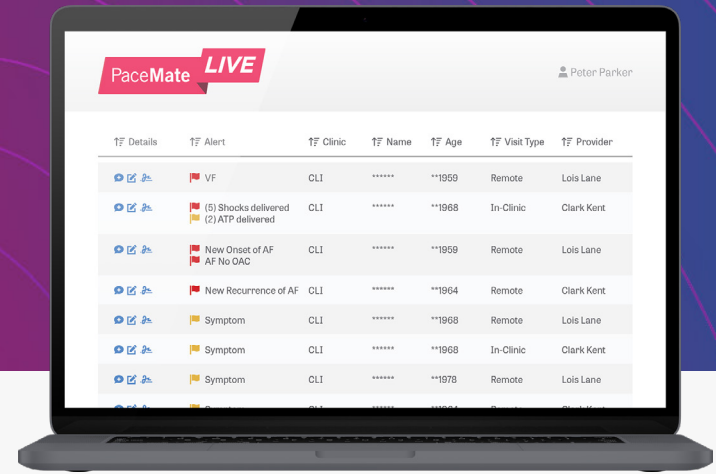 PaceMate LIVE
Peter Parker
Details Alert Clinic Name Age Visit Type Provider
VF CLI ****** **1959 Remote Lois Lane
(5) Shocks delivered CLI ****** **1968 In-Clinic Clark Kent
(2) ATP delivered
New Onset of AF CLI ****** **1959 Remote Lois Lane
AF No OAC
New Recurrence of AF CLI ****** **1964 Remote Clark Kent
Symptom CLI ****** **1968 Remote Lois Lane
Symptom CLI ****** **1968 In-Clinic Clark Kent
Symptom CLI ****** **1978 Remote Lois Lane